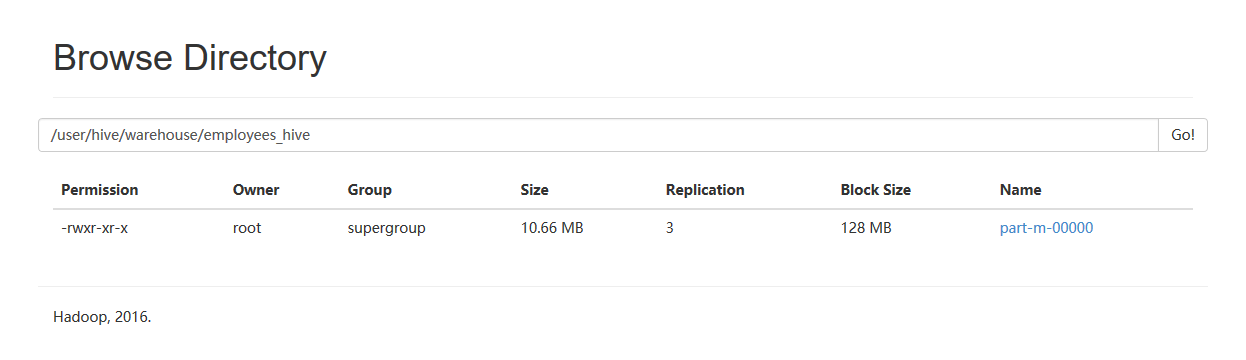 Browse Directory
/user/hive/warehouse/employees_hive Go!
Permission Owner Group Size Replication Block Size Name
-rwxr-xr-x root supergroup 10.66 MB 3 128 MB part-m-00000
Hadoop, 2016.